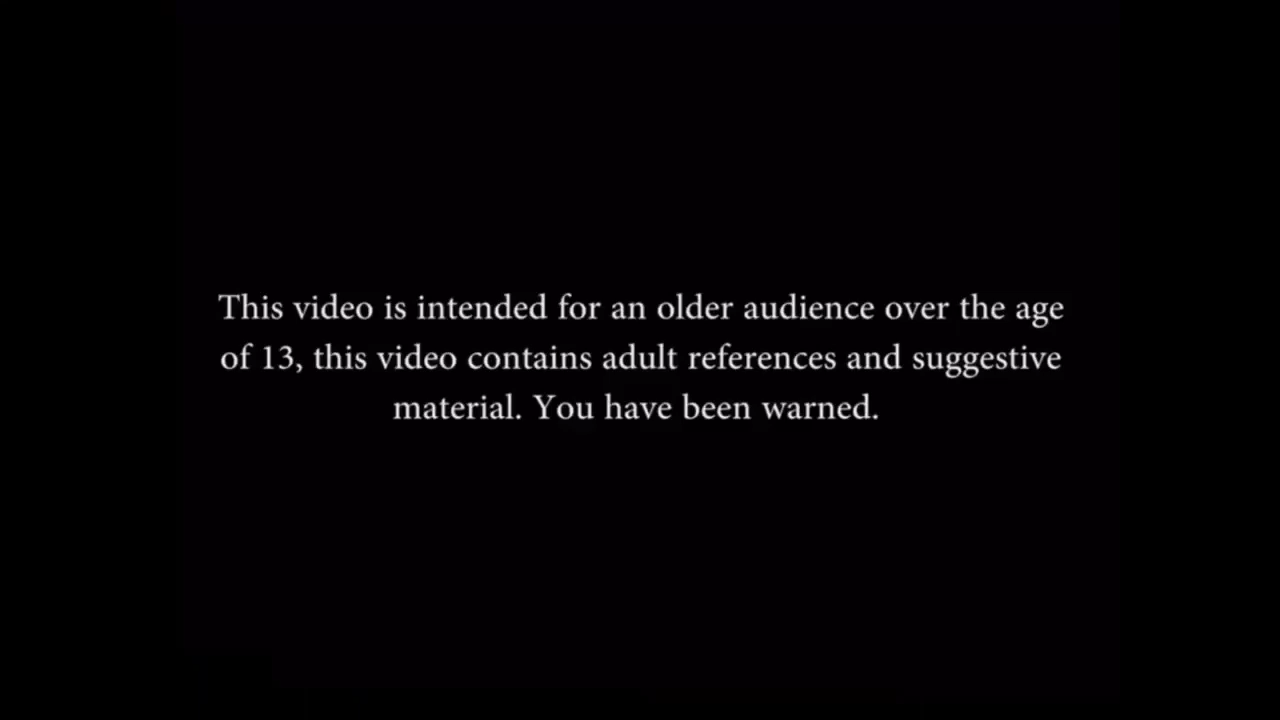 This video is intended for an older audience over the age
of 13, this video contains adult references and suggestive
material. You have been warned.